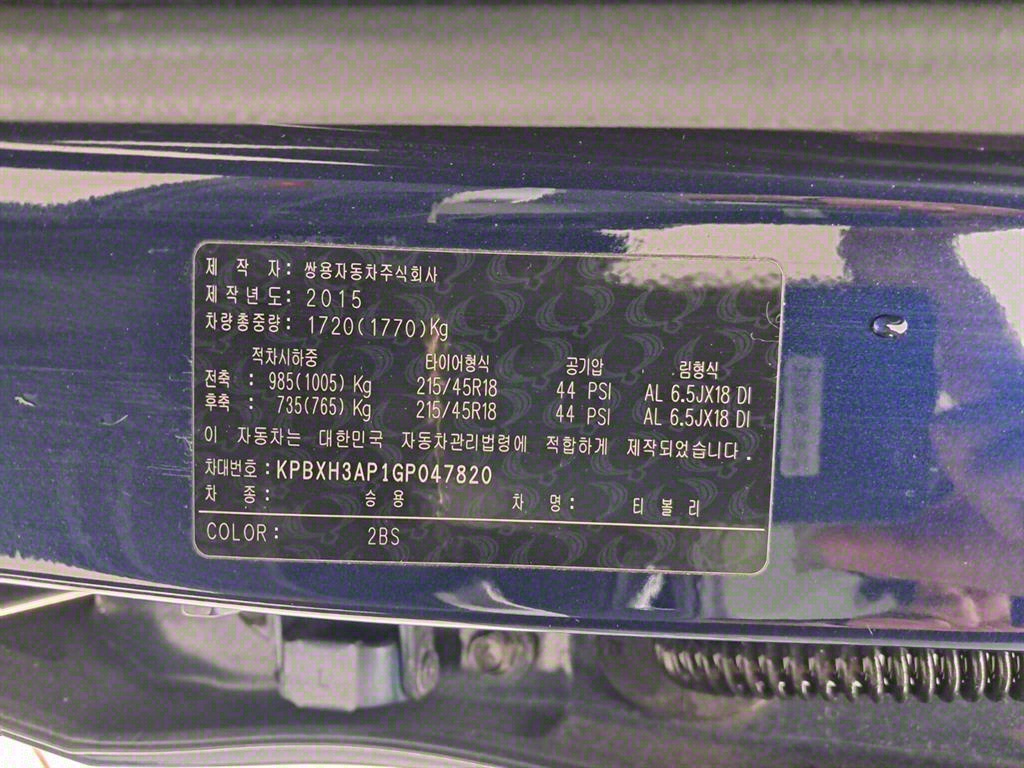 제 작 자: 쌍용자동차주식회사
제작년도: 2015
차량총중량: 1720(1770)Kg
적차시하중 타이어형식 공기압 림형식
전축 : 985(1005) Kg 215/45R18 44 PSI AL 6.5JX18 DI
후축 : 735(765) Kg 215/45R18 44 PSI AL 6.5JX18 DI
이 자동차는 대한민국 자동차관리법령에 적합하게 제작되었습니다.
차대번호: KPBXH3AP1GP047820
차 종: 승 용 차 명: 티 볼 리
COLOR: 2BS
L